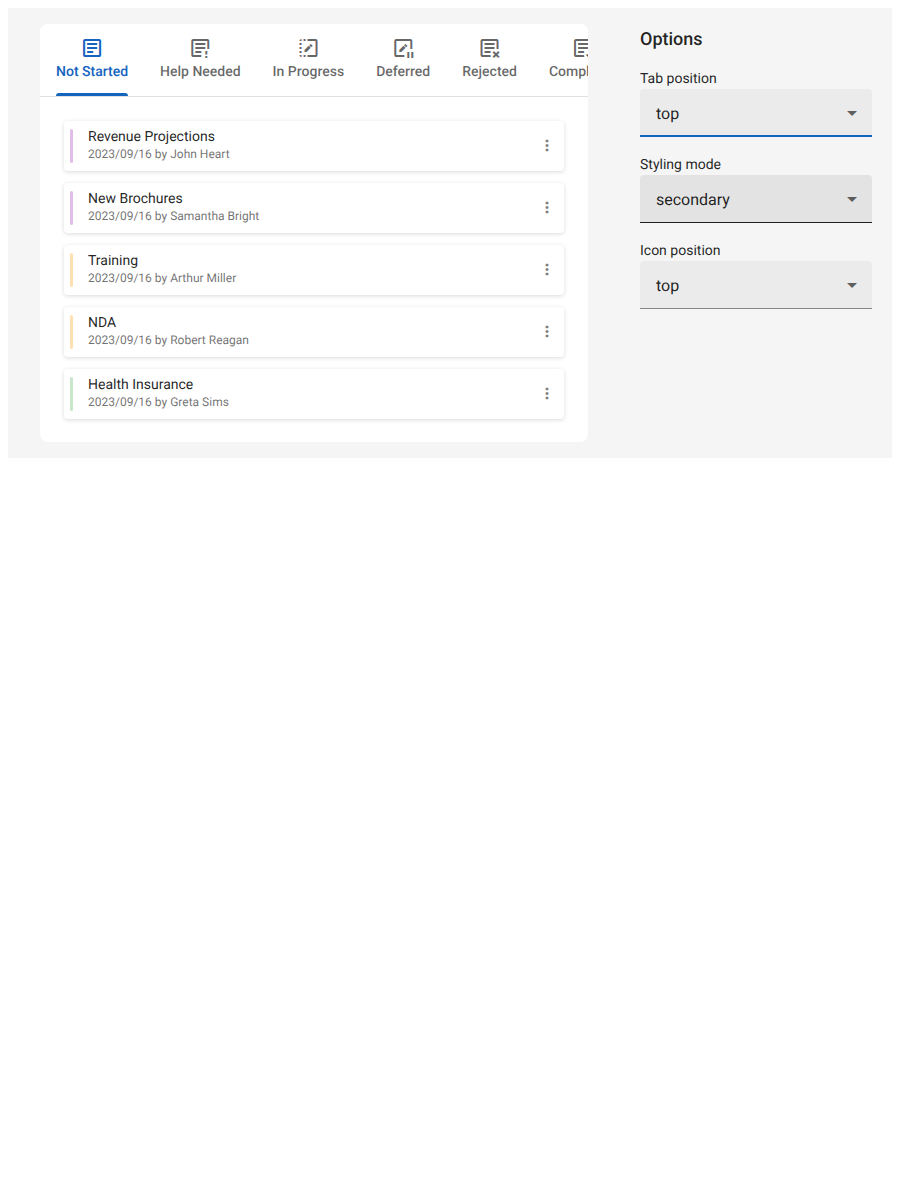 Not Started
Help Needed
In Progress
Deferred
Rejected
Compl
Revenue Projections
2023/09/16 by John Heart
New Brochures
2023/09/16 by Samantha Bright
Training
2023/09/16 by Arthur Miller
NDA
2023/09/16 by Robert Reagan
Health Insurance
2023/09/16 by Greta Sims
Options
Tab position
top
Styling mode
secondary
Icon position
top